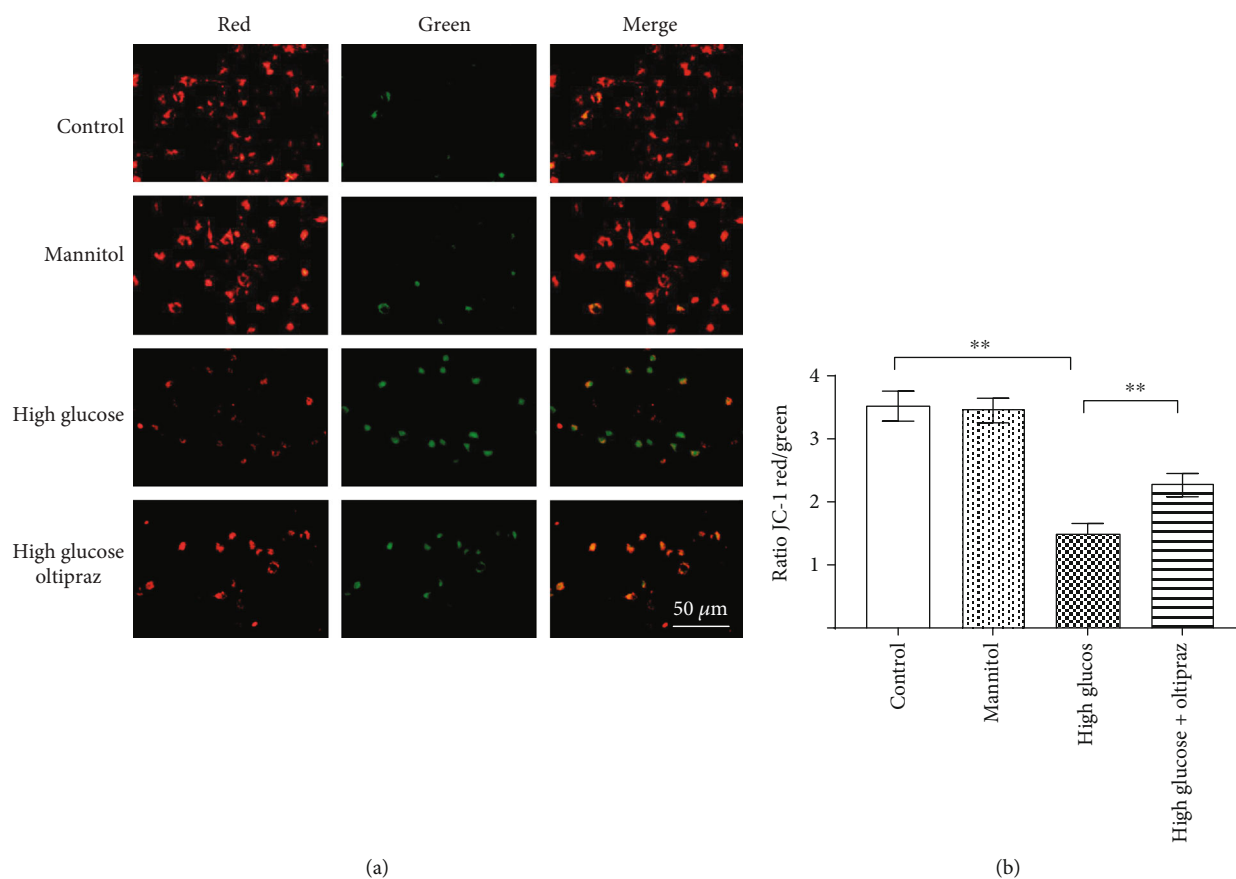 Red
Green
Merge
Control
Mannitol
High glucose
High glucose
oltipraz
50 µm
(a)
**
**
4
3
2
1
Ratio JC-1 red/green
Control
Mannitol
High glucos
High glucose + oltipraz
(b)